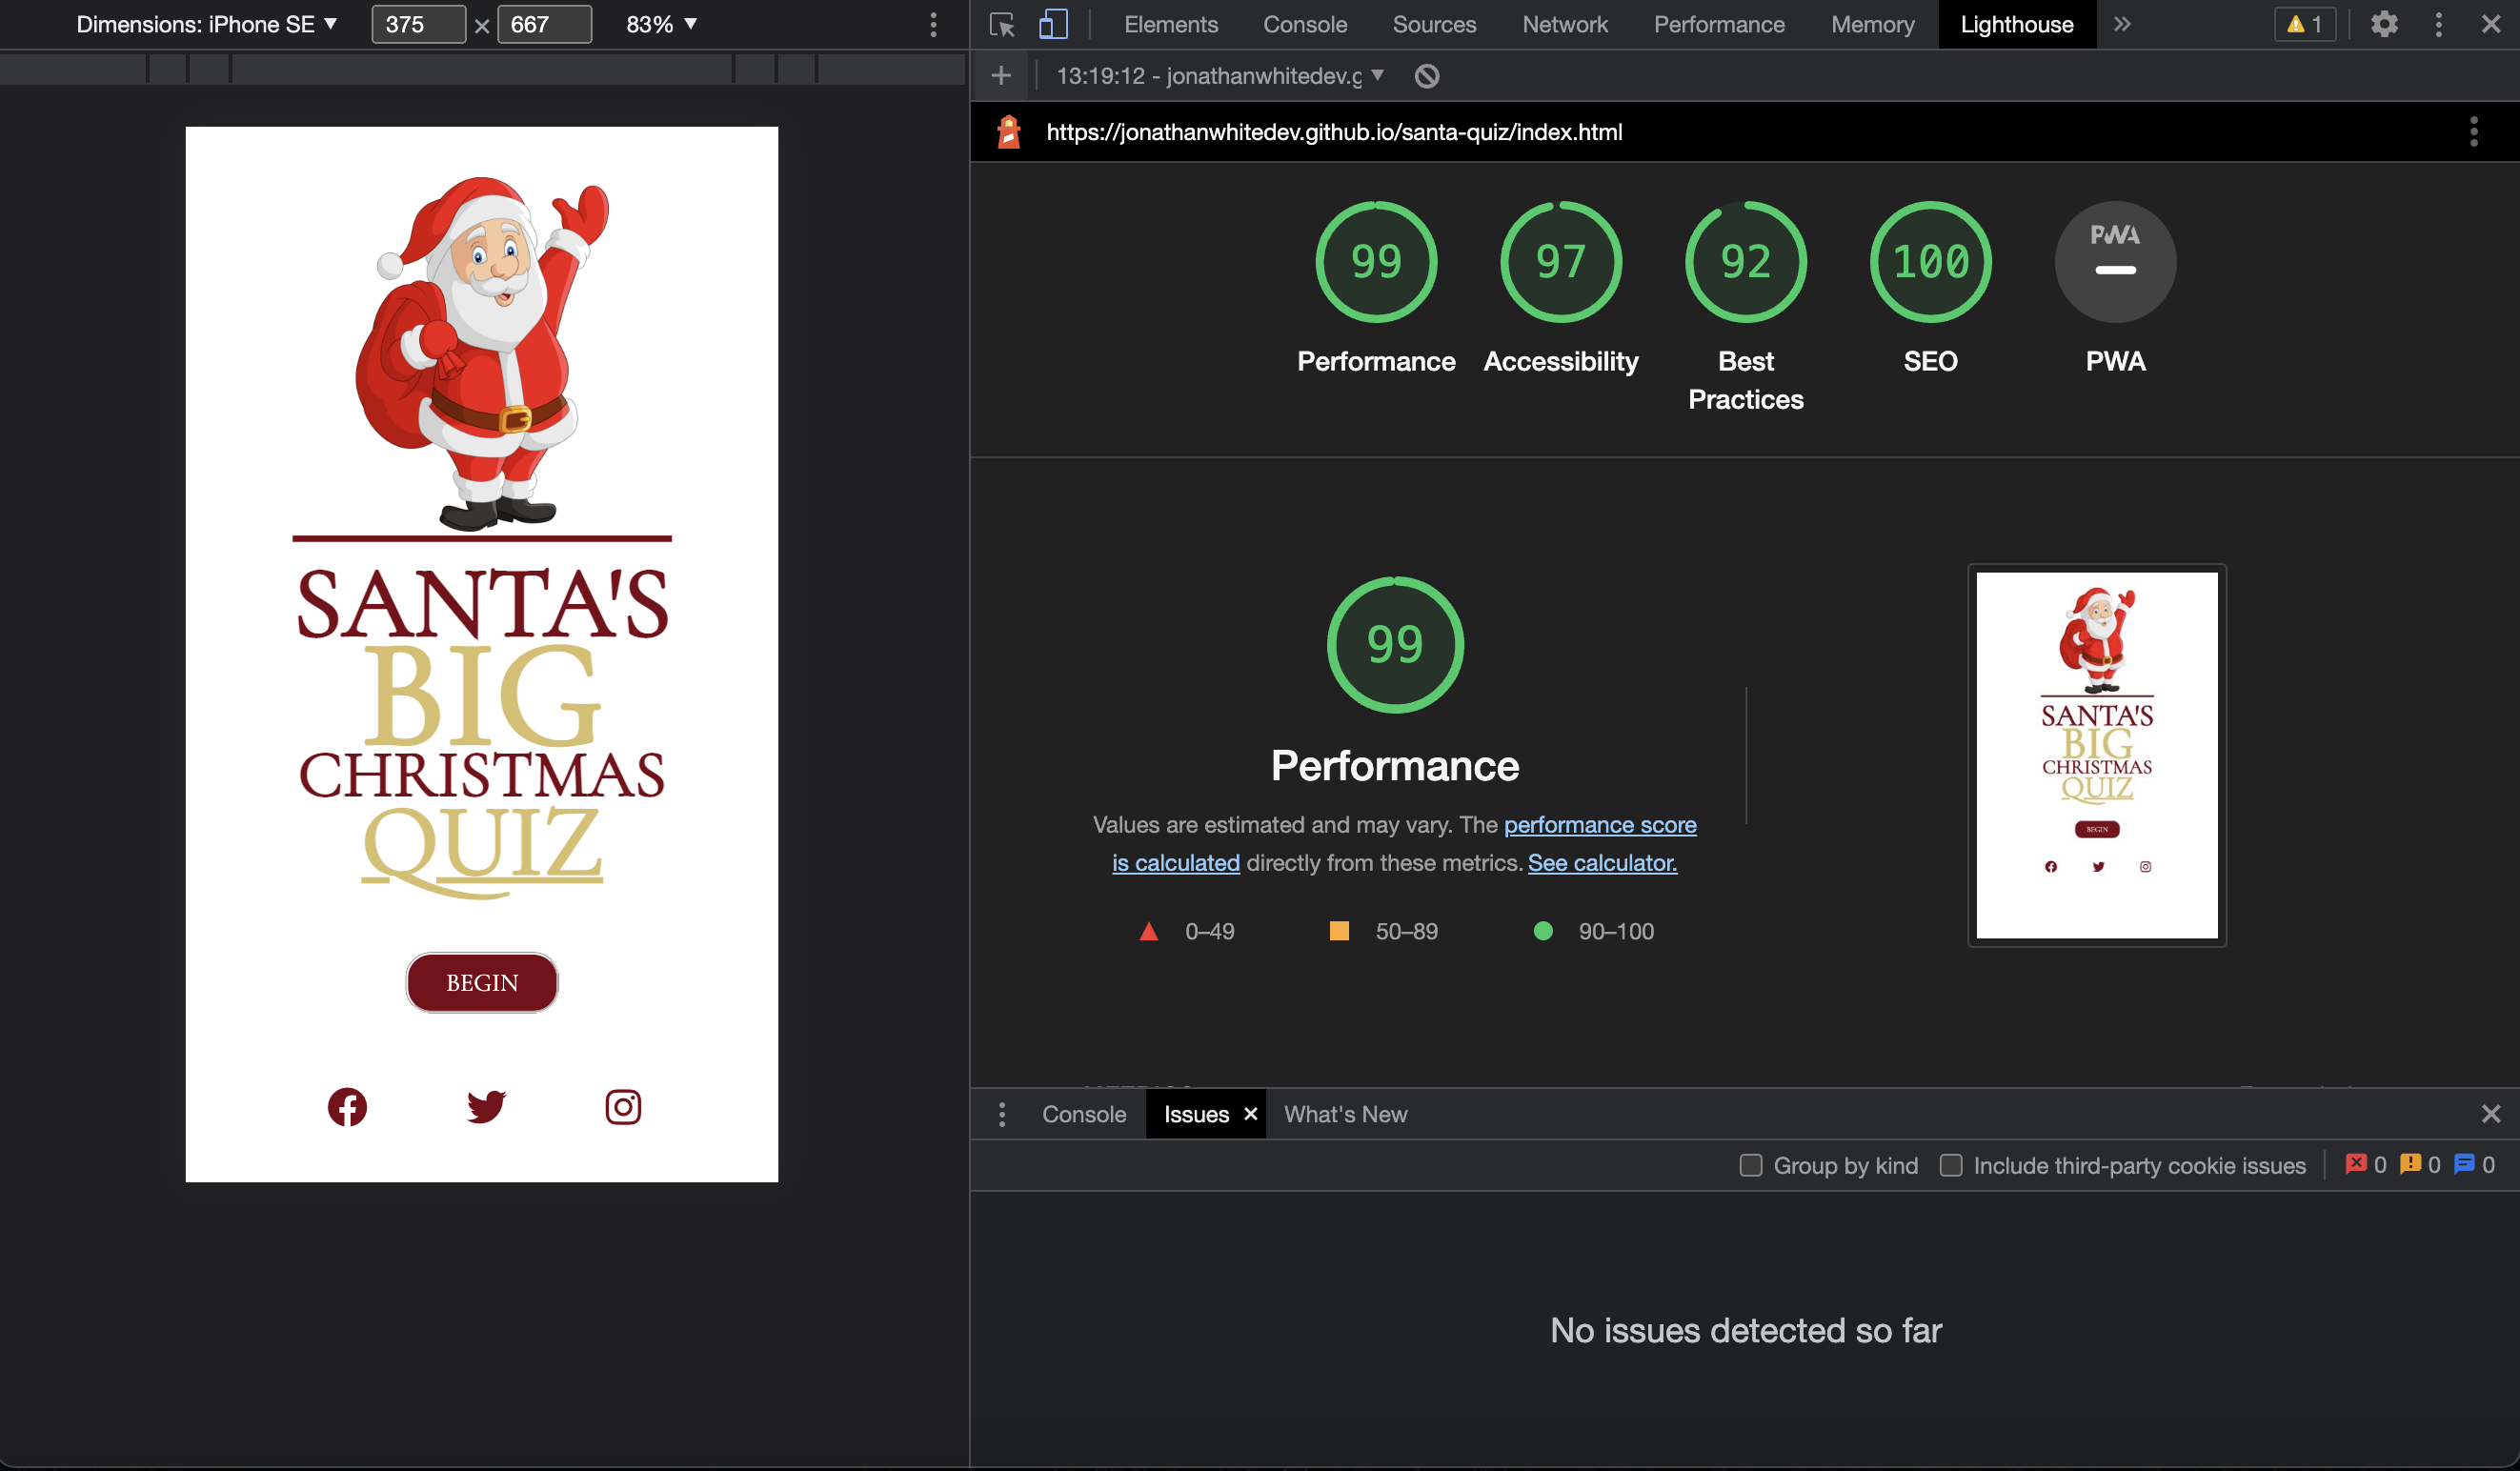 Dimensions: iPhone SE 375 × 667 83%
SANTA'S
BIG
CHRISTMAS
QUIZ
BEGIN
Elements Console Sources Network Performance Memory Lighthouse 1
13:19:12 - jonathanwhitedev.g
https://jonathanwhitedev.github.io/santa-quiz/index.html
99 97 92 100 PWA
Performance Accessibility Best Practices SEO PWA
99
Performance
Values are estimated and may vary. The performance score
is calculated directly from these metrics. See calculator.
0–49 50–89 90–100
SANTA'S
BIG
CHRISTMAS
QUIZ
BEGIN
Console Issues What's New
Group by kind Include third-party cookie issues 0 0 0
No issues detected so far